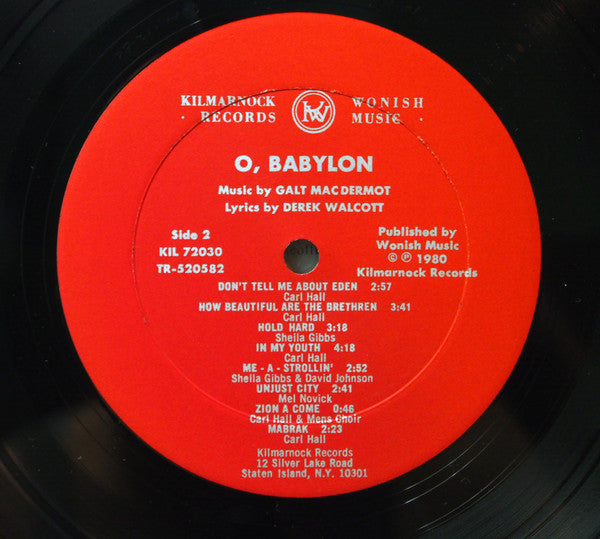 KILMARNOCK WONISH
· RECORDS MUSIC ·
KW
O, BABYLON
Music by GALT MACDERMOT
Lyrics by DEREK WALCOTT
Side 2
KIL 72030
TR-520582
Published by
Wonish Music
© ℗ 1980
Kilmarnock Records
DON'T TELL ME ABOUT EDEN 2:57
Carl Hall
HOW BEAUTIFUL ARE THE BRETHREN 3:41
Carl Hall
HOLD HARD 3:18
Sheila Gibbs
IN MY YOUTH 4:18
Carl Hall
ME - A - STROLLIN' 2:52
Sheila Gibbs & David Johnson
UNJUST CITY 2:41
Mel Novick
ZION A COME 0:46
Carl Hall & Mens Choir
MABRAK 2:23
Carl Hall
Kilmarnock Records
12 Silver Lake Road
Staten Island, N.Y. 10301